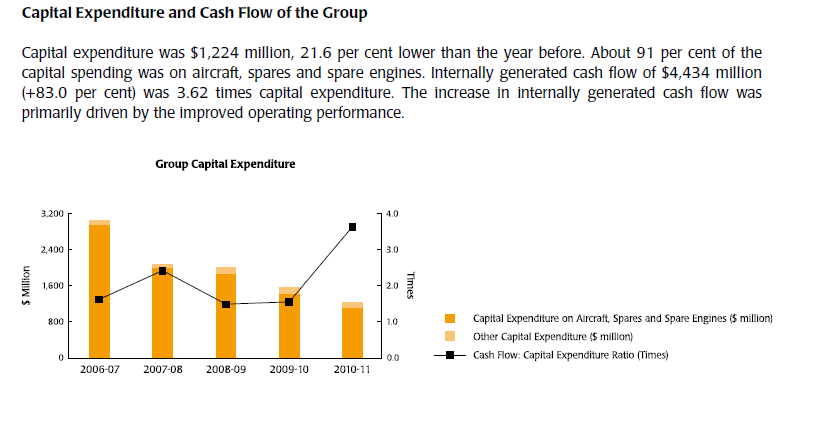 Capital Expenditure and Cash Flow of the Group
Capital expenditure was $1,224 million, 21.6 per cent lower than the year before. About 91 per cent of the
capital spending was on aircraft, spares and spare engines. Internally generated cash flow of $4,434 million
(+83.0 per cent) was 3.62 times capital expenditure. The increase in internally generated cash flow was
primarily driven by the improved operating performance.
Group Capital Expenditure
$ Million
3,200
2,400
1,600
800
0
4.0
3.0
2.0
1.0
0.0
Times
2006-07 2007-08 2008-09 2009-10 2010-11
Capital Expenditure on Aircraft, Spares and Spare Engines ($ million)
Other Capital Expenditure ($ million)
Cash Flow: Capital Expenditure Ratio (Times)